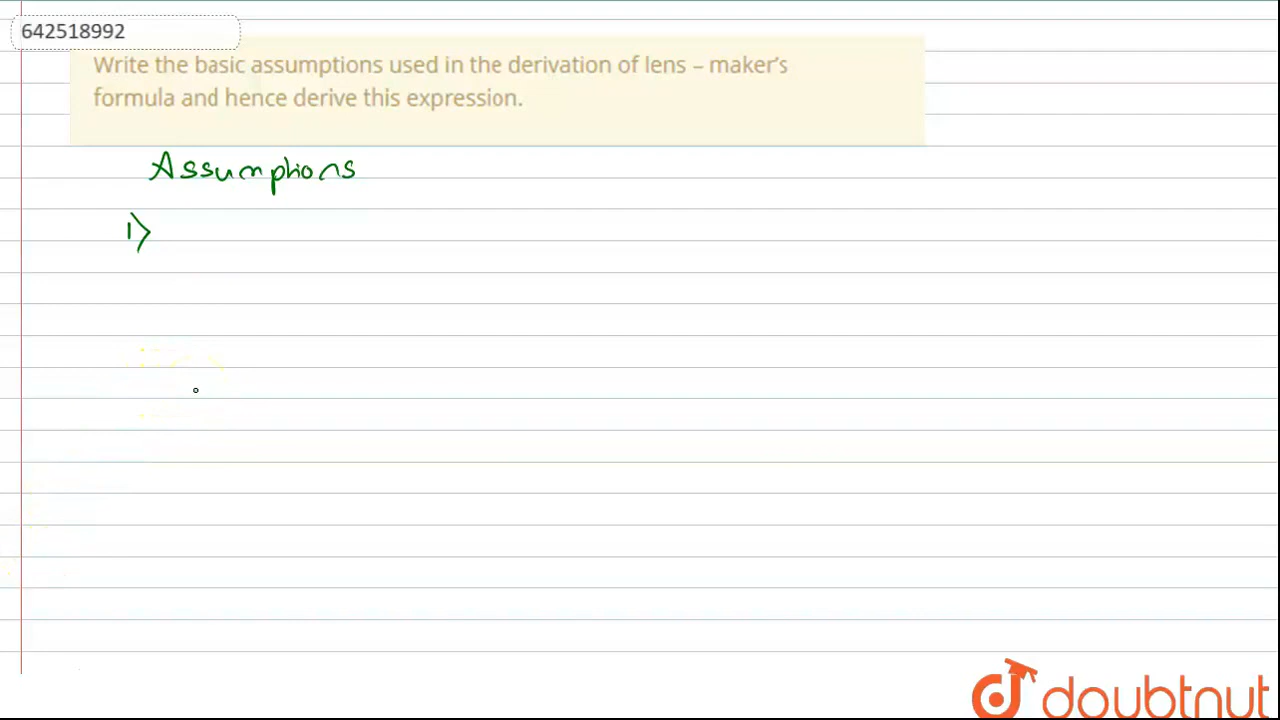 642518992
Write the basic assumptions used in the derivation of lens – maker's
formula and hence derive this expression.
Assumptions
1)
doubtnut